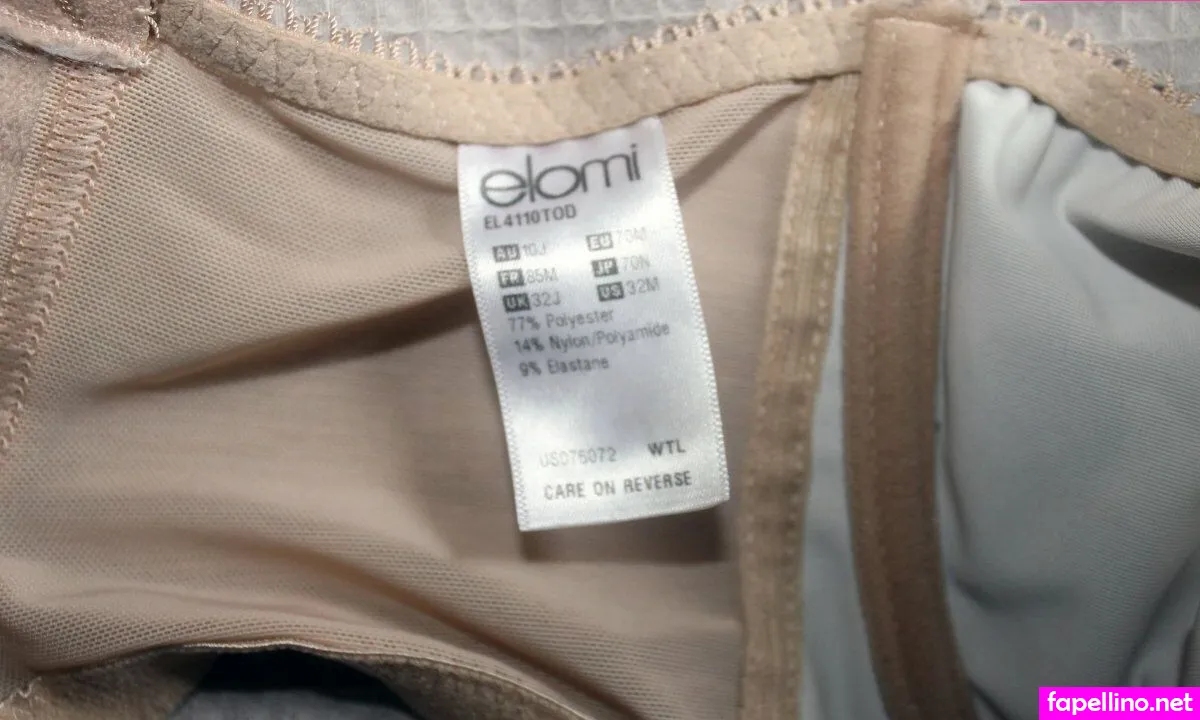 elomi
EL4110TOD
AU 10J EU 70M
FR 85M JP 70N
UK 32J US 32M
77% Polyester
14% Nylon/Polyamide
9% Elastane
WTL
CARE ON REVERSE
fapellino.net